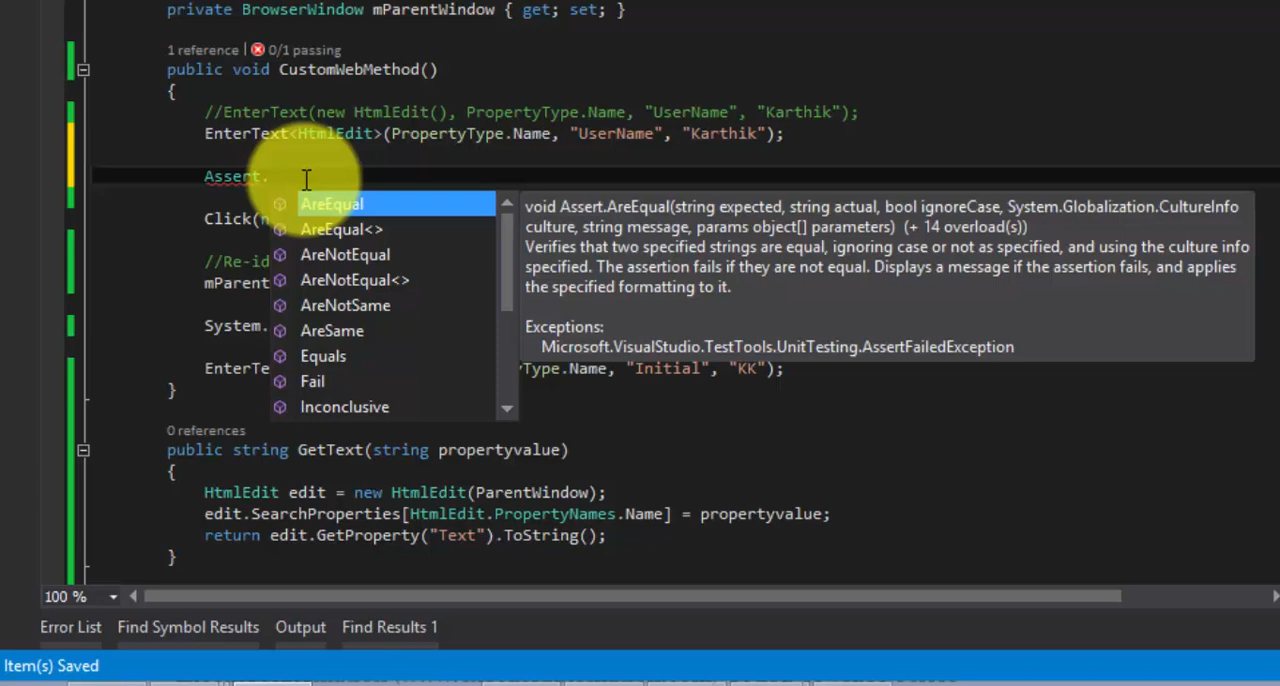 private BrowserWindow mParentWindow { get; set; }
1 reference | 0/1 passing
public void CustomWebMethod()
{
//EnterText(new HtmlEdit(), PropertyType.Name, "UserName", "Karthik");
EnterText<HtmlEdit>(PropertyType.Name, "UserName", "Karthik");
Assert.
AreEqual
Click(
AreEqual<>
//Re-id
AreNotEqual
mParent
AreNotEqual<>
AreNotSame
System.
AreSame
Equals
EnterTe
Type.Name, "Initial", "KK");
Fail
}
Inconclusive
void Assert.AreEqual(string expected, string actual, bool ignoreCase, System.Globalization.CultureInfo
culture, string message, params object[] parameters) (+ 14 overload(s))
Verifies that two specified strings are equal, ignoring case or not as specified, and using the culture info
specified. The assertion fails if they are not equal. Displays a message if the assertion fails, and applies
the specified formatting to it.
Exceptions:
Microsoft.VisualStudio.TestTools.UnitTesting.AssertFailedException
0 references
public string GetText(string propertyvalue)
{
HtmlEdit edit = new HtmlEdit(ParentWindow);
edit.SearchProperties[HtmlEdit.PropertyNames.Name] = propertyvalue;
return edit.GetProperty("Text").ToString();
}
100 %
Error List Find Symbol Results Output Find Results 1
Item(s) Saved